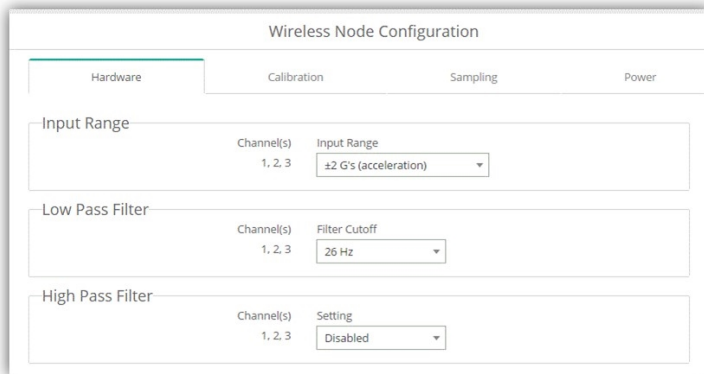 Wireless Node Configuration
Hardware Calibration Sampling Power
Input Range
Channel(s) Input Range
1, 2, 3 ±2 G's (acceleration)
Low Pass Filter
Channel(s) Filter Cutoff
1, 2, 3 26 Hz
High Pass Filter
Channel(s) Setting
1, 2, 3 Disabled